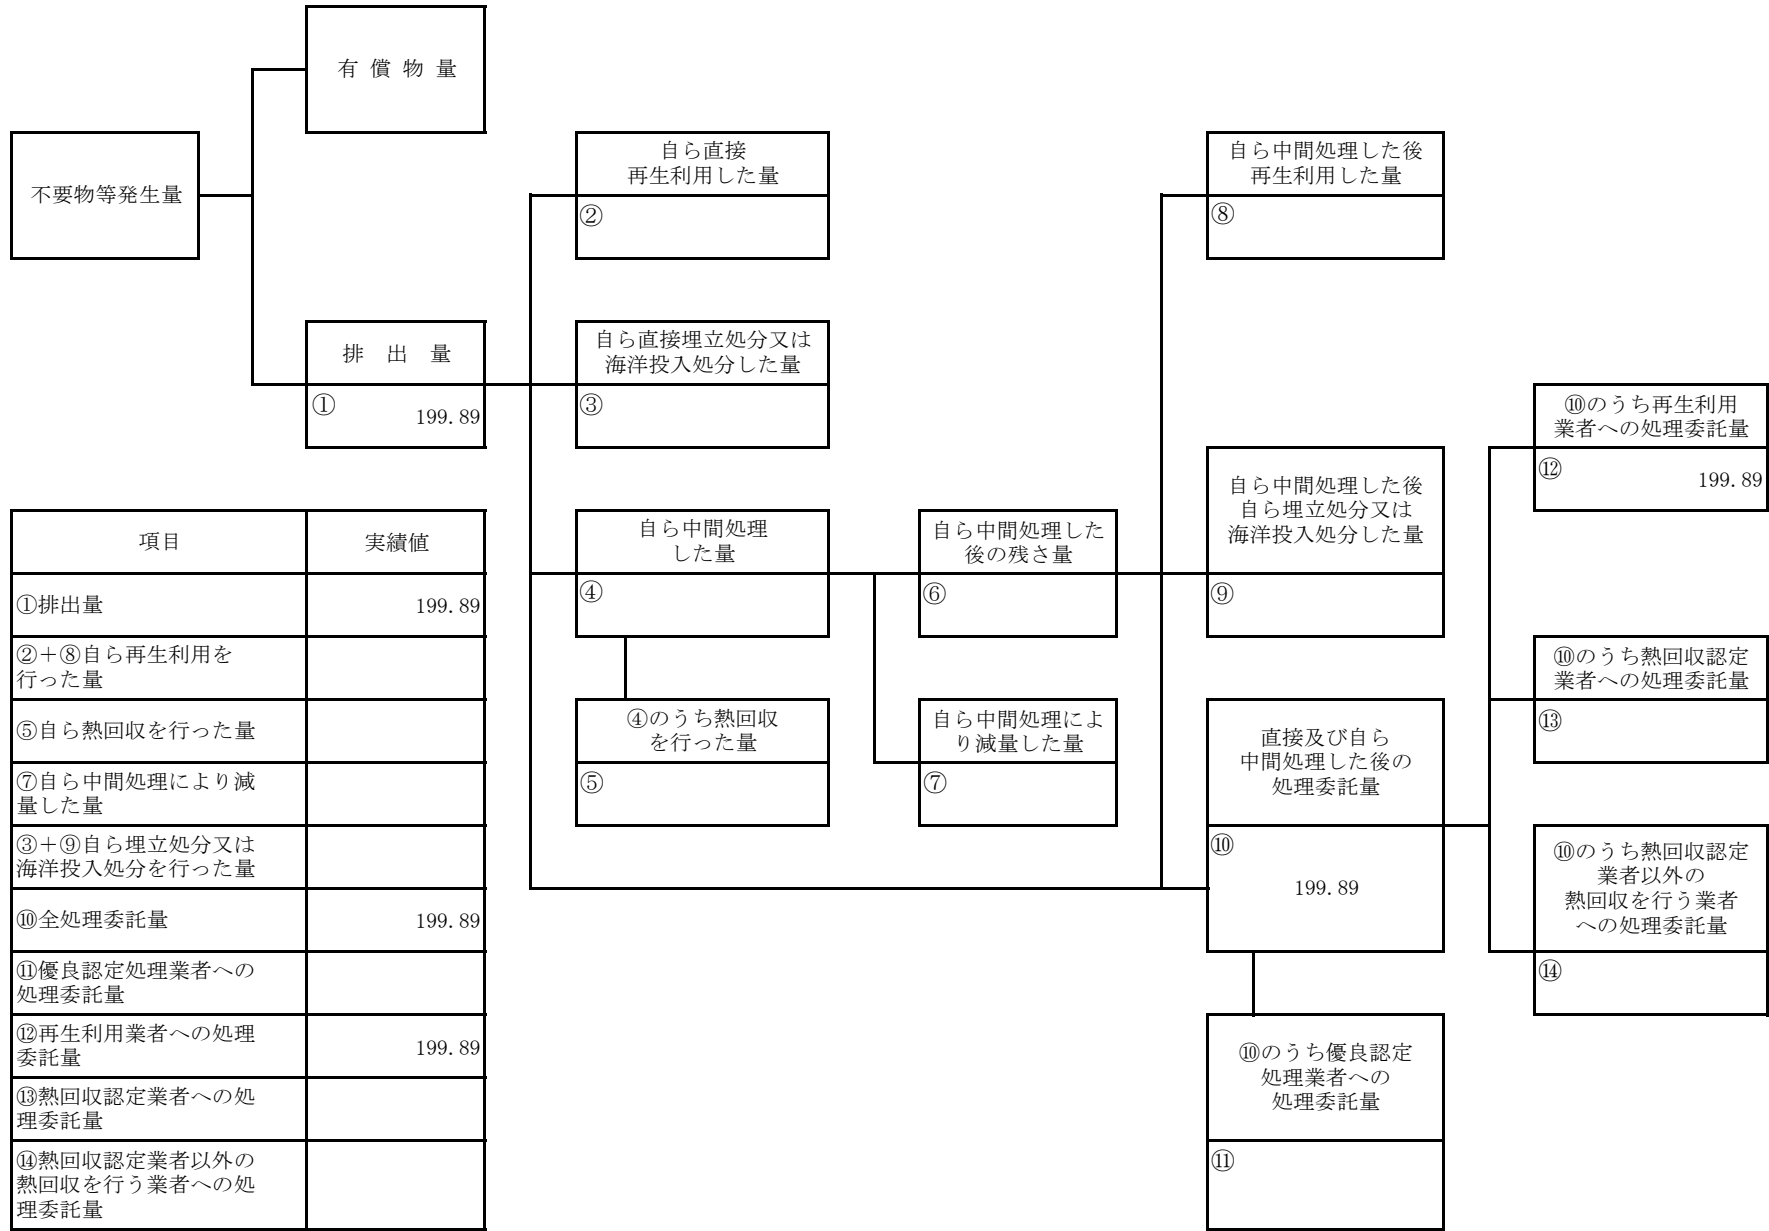 有 償 物 量
不要物等発生量
自ら直接
再生利用した量
②
自ら中間処理した後
再生利用した量
⑧
排 出 量
① 199.89
自ら直接埋立処分又は
海洋投入処分した量
③
⑩のうち再生利用
業者への処理委託量
⑫ 199.89
自ら中間処理した後
自ら埋立処分又は
海洋投入処分した量
⑨
自ら中間処理
した量
④
自ら中間処理した
後の残さ量
⑥
⑩のうち熱回収認定
業者への処理委託量
⑬
④のうち熱回収
を行った量
⑤
自ら中間処理によ
り減量した量
⑦
直接及び自ら
中間処理した後の
処理委託量
⑩
199.89
⑩のうち熱回収認定
業者以外の
熱回収を行う業者
への処理委託量
⑭
⑩のうち優良認定
処理業者への
処理委託量
⑪
項目 実績値
①排出量 199.89
②＋⑧自ら再生利用を
行った量
⑤自ら熱回収を行った量
⑦自ら中間処理により減
量した量
③＋⑨自ら埋立処分又は
海洋投入処分を行った量
⑩全処理委託量 199.89
⑪優良認定処理業者への
処理委託量
⑫再生利用業者への処理
委託量 199.89
⑬熱回収認定業者への処
理委託量
⑭熱回収認定業者以外の
熱回収を行う業者への処
理委託量